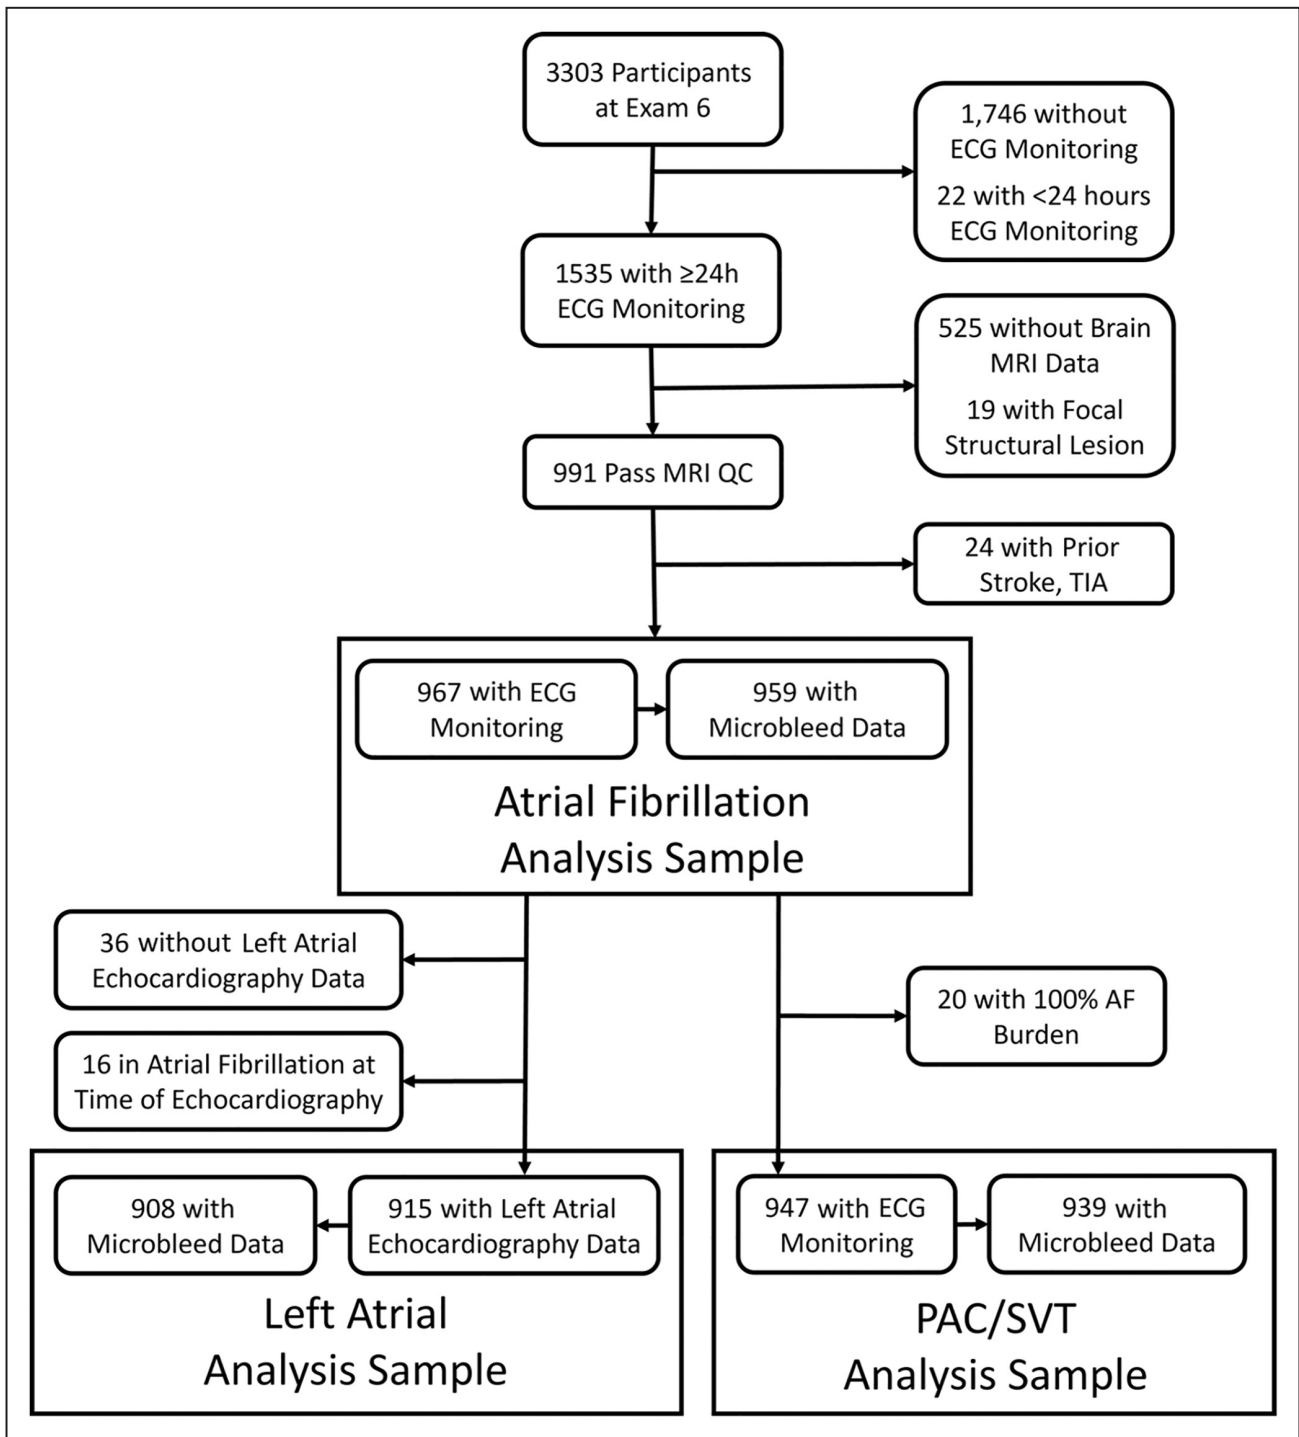 3303 Participants
at Exam 6
1,746 without
ECG Monitoring
22 with <24 hours
ECG Monitoring
1535 with ≥24h
ECG Monitoring
525 without Brain
MRI Data
19 with Focal
Structural Lesion
991 Pass MRI QC
24 with Prior
Stroke, TIA
967 with ECG
Monitoring
959 with
Microbleed Data
Atrial Fibrillation
Analysis Sample
36 without Left Atrial
Echocardiography Data
16 in Atrial Fibrillation at
Time of Echocardiography
20 with 100% AF
Burden
908 with
Microbleed Data
915 with Left Atrial
Echocardiography Data
Left Atrial
Analysis Sample
947 with ECG
Monitoring
939 with
Microbleed Data
PAC/SVT
Analysis Sample